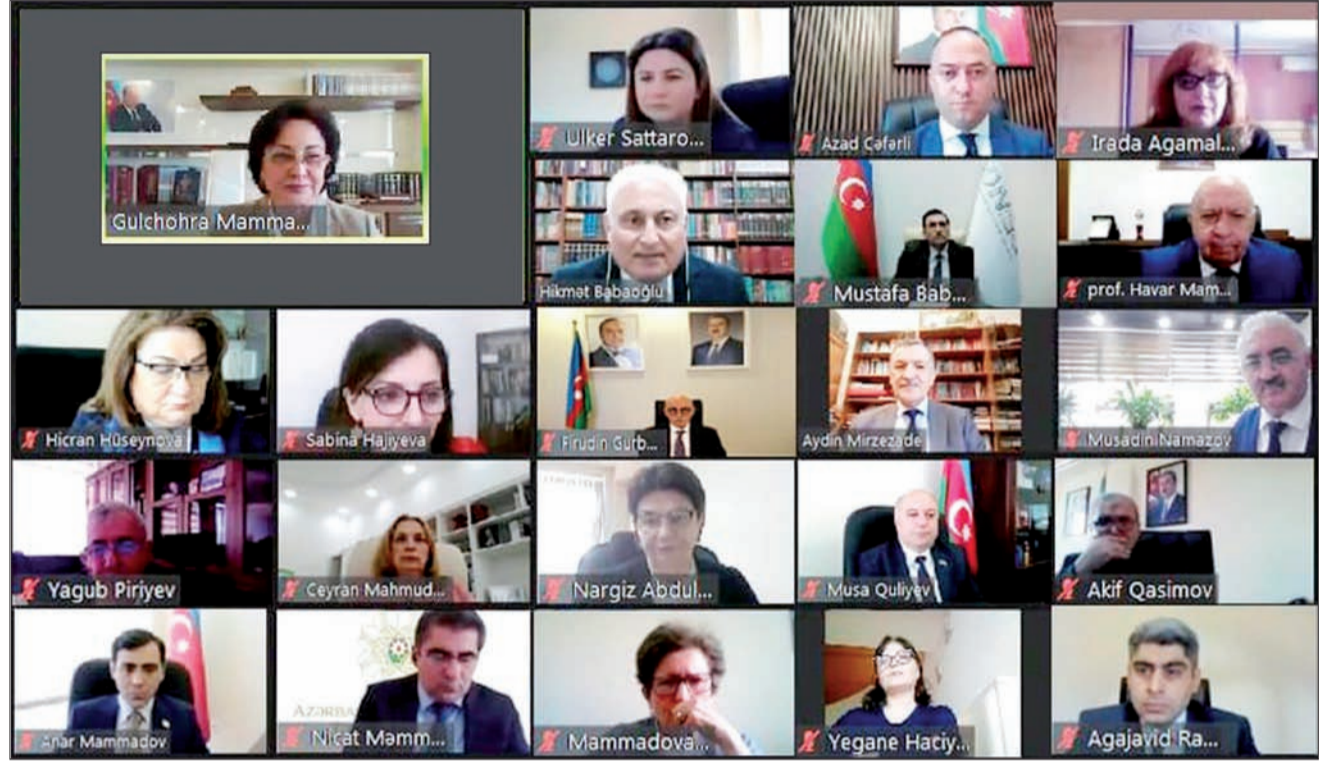 Gulchohra Mamma...
Ulker Sattaro...
Azad Cəfərli
Irada Agamal...
Hikmət Babaoğlu
Mustafa Bab...
prof. Havar Mam...
Hicran Hüseynova
Sabina Hajiyeva
Firudin Gurb...
Aydin Mirzezade
Musadin Namazov
Yagub Piriyev
Ceyran Mahmud...
Nargiz Abdul...
Musa Quliyev
Akif Qasimov
AZƏRBA
Anar Mammadov
Nicat Məmm...
Mammadova...
Yegane Haciy...
Agajavid Ra...